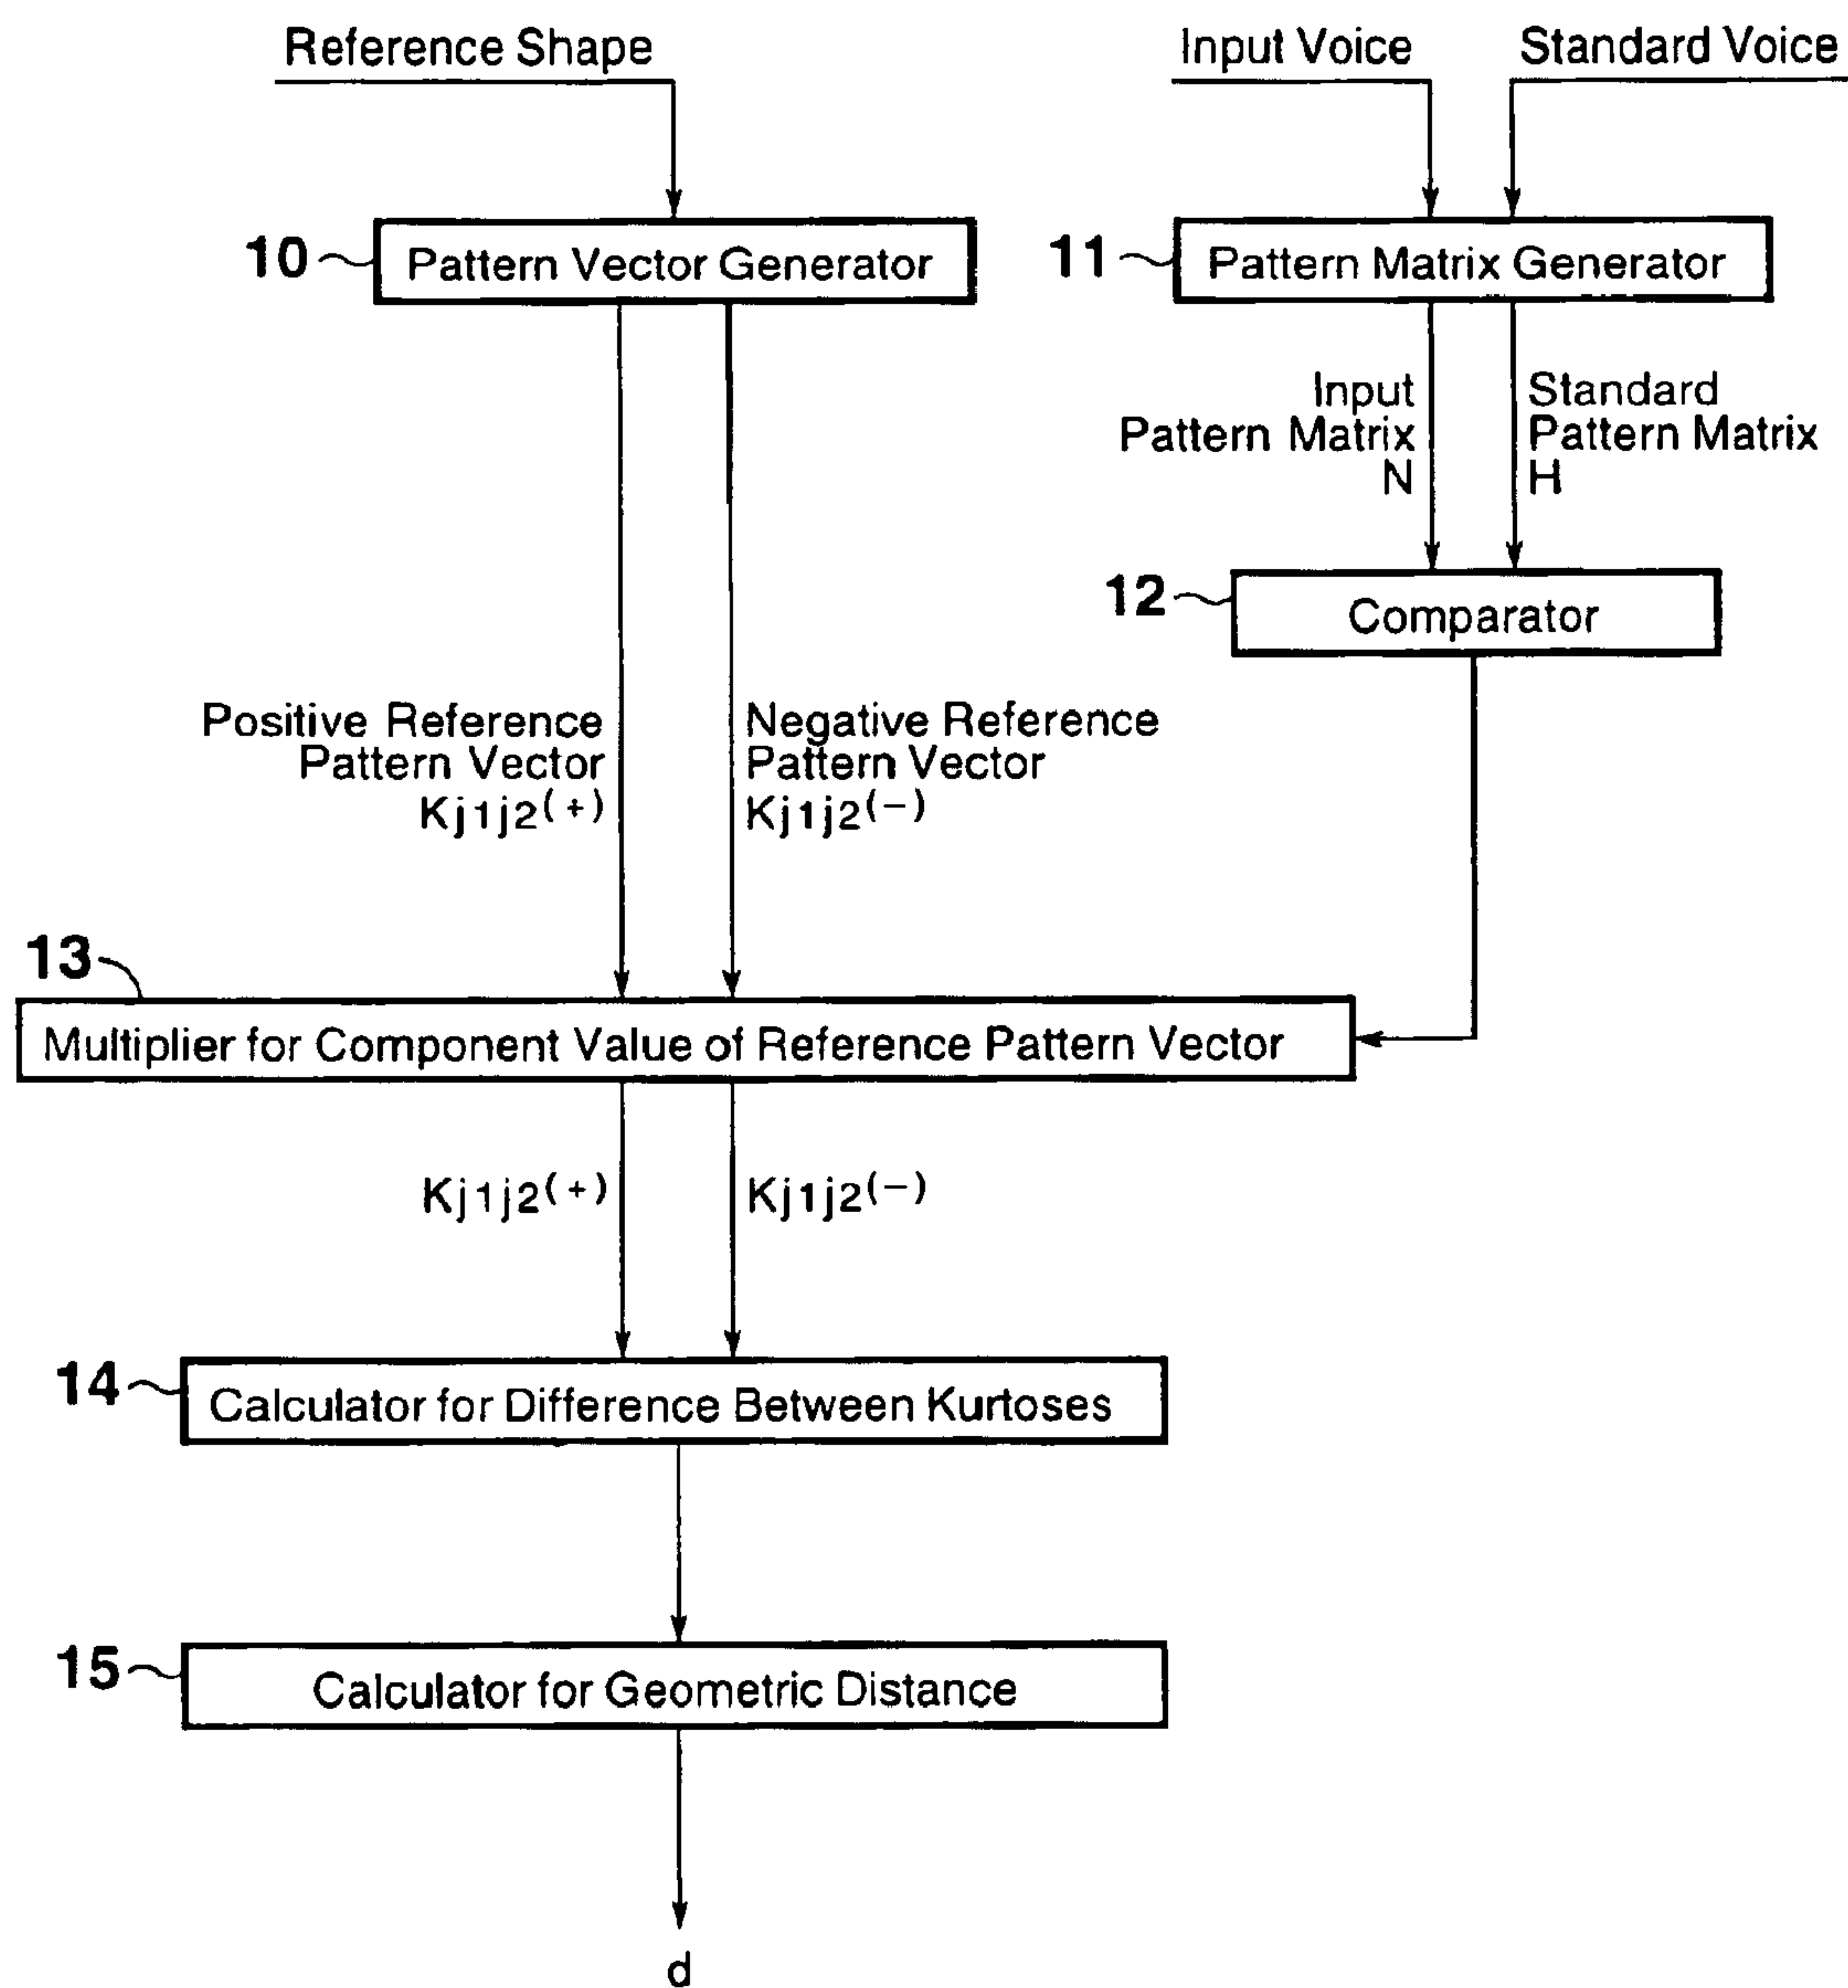 Reference Shape
Input Voice
Standard Voice
10
Pattern Vector Generator
11
Pattern Matrix Generator
Input
Pattern Matrix
N
Standard
Pattern Matrix
H
12
Comparator
Positive Reference
Pattern Vector
Kj1j2(+)
Negative Reference
Pattern Vector
Kj1j2(−)
13
Multiplier for Component Value of Reference Pattern Vector
Kj1j2(+)
Kj1j2(−)
14
Calculator for Difference Between Kurtoses
15
Calculator for Geometric Distance
d